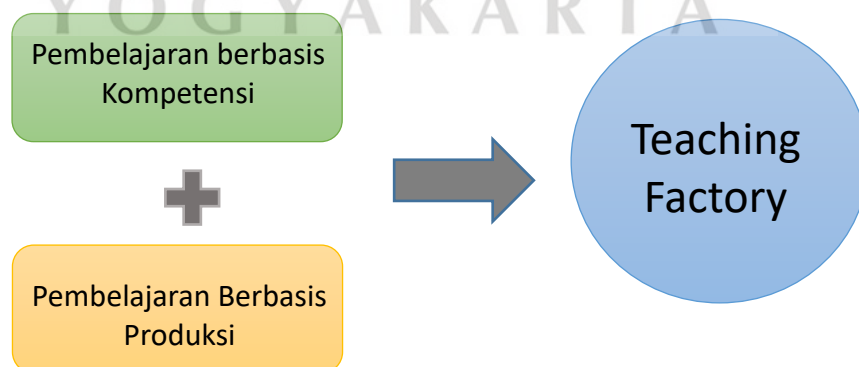 YOGYAKARTA
Pembelajaran berbasis
Kompetensi
Teaching
Factory
Pembelajaran Berbasis
Produksi